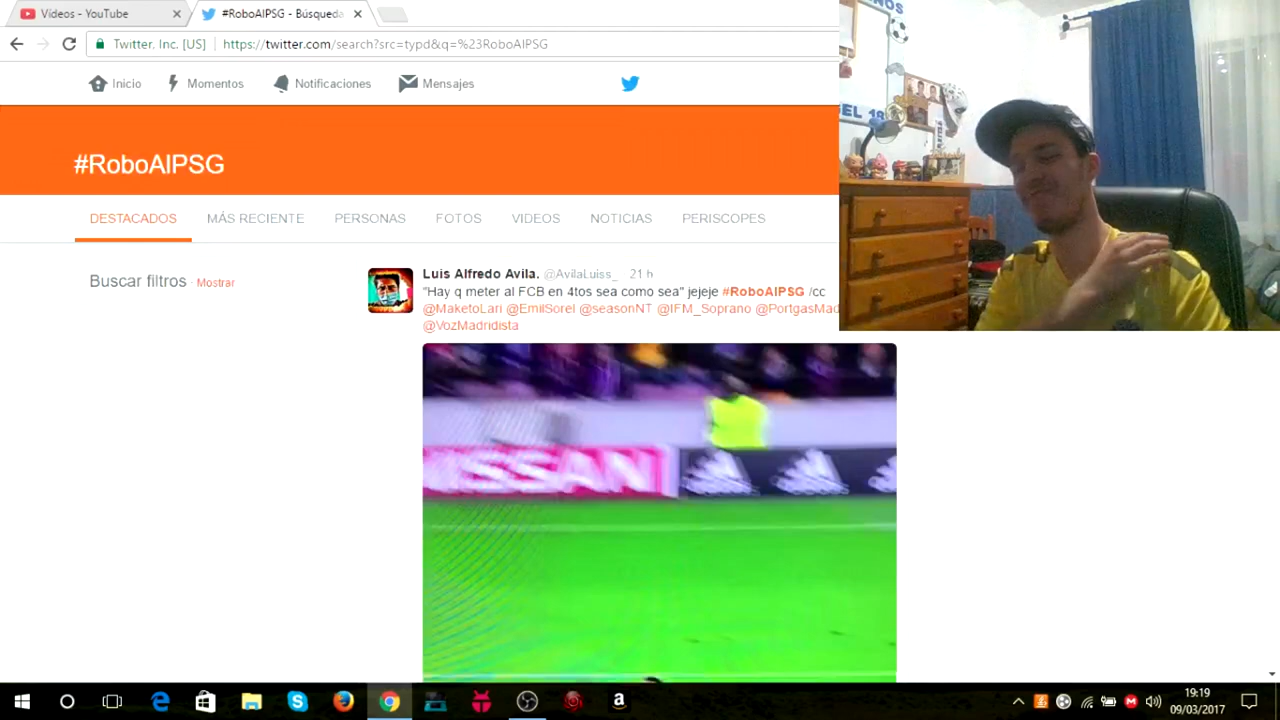 Vídeos - YouTube
#RoboAlPSG - Búsqueda
Twitter, Inc. [US]
https://twitter.com/search?src=typd&q=%23RoboAlPSG
Inicio
Momentos
Notificaciones
Mensajes
#RoboAlPSG
DESTACADOS
MÁS RECIENTE
PERSONAS
FOTOS
VIDEOS
NOTICIAS
PERISCOPES
Buscar filtros · Mostrar
Luis Alfredo Avila. @AvilaLuiss_ 21 h
"Hay q meter al FCB en 4tos sea como sea" jejeje #RoboAlPSG /cc
@MaketoLari @EmilSorel @seasonNT @IFM_Soprano @PortgasMad
@VozMadridista
NISSAN
19:19
09/03/2017